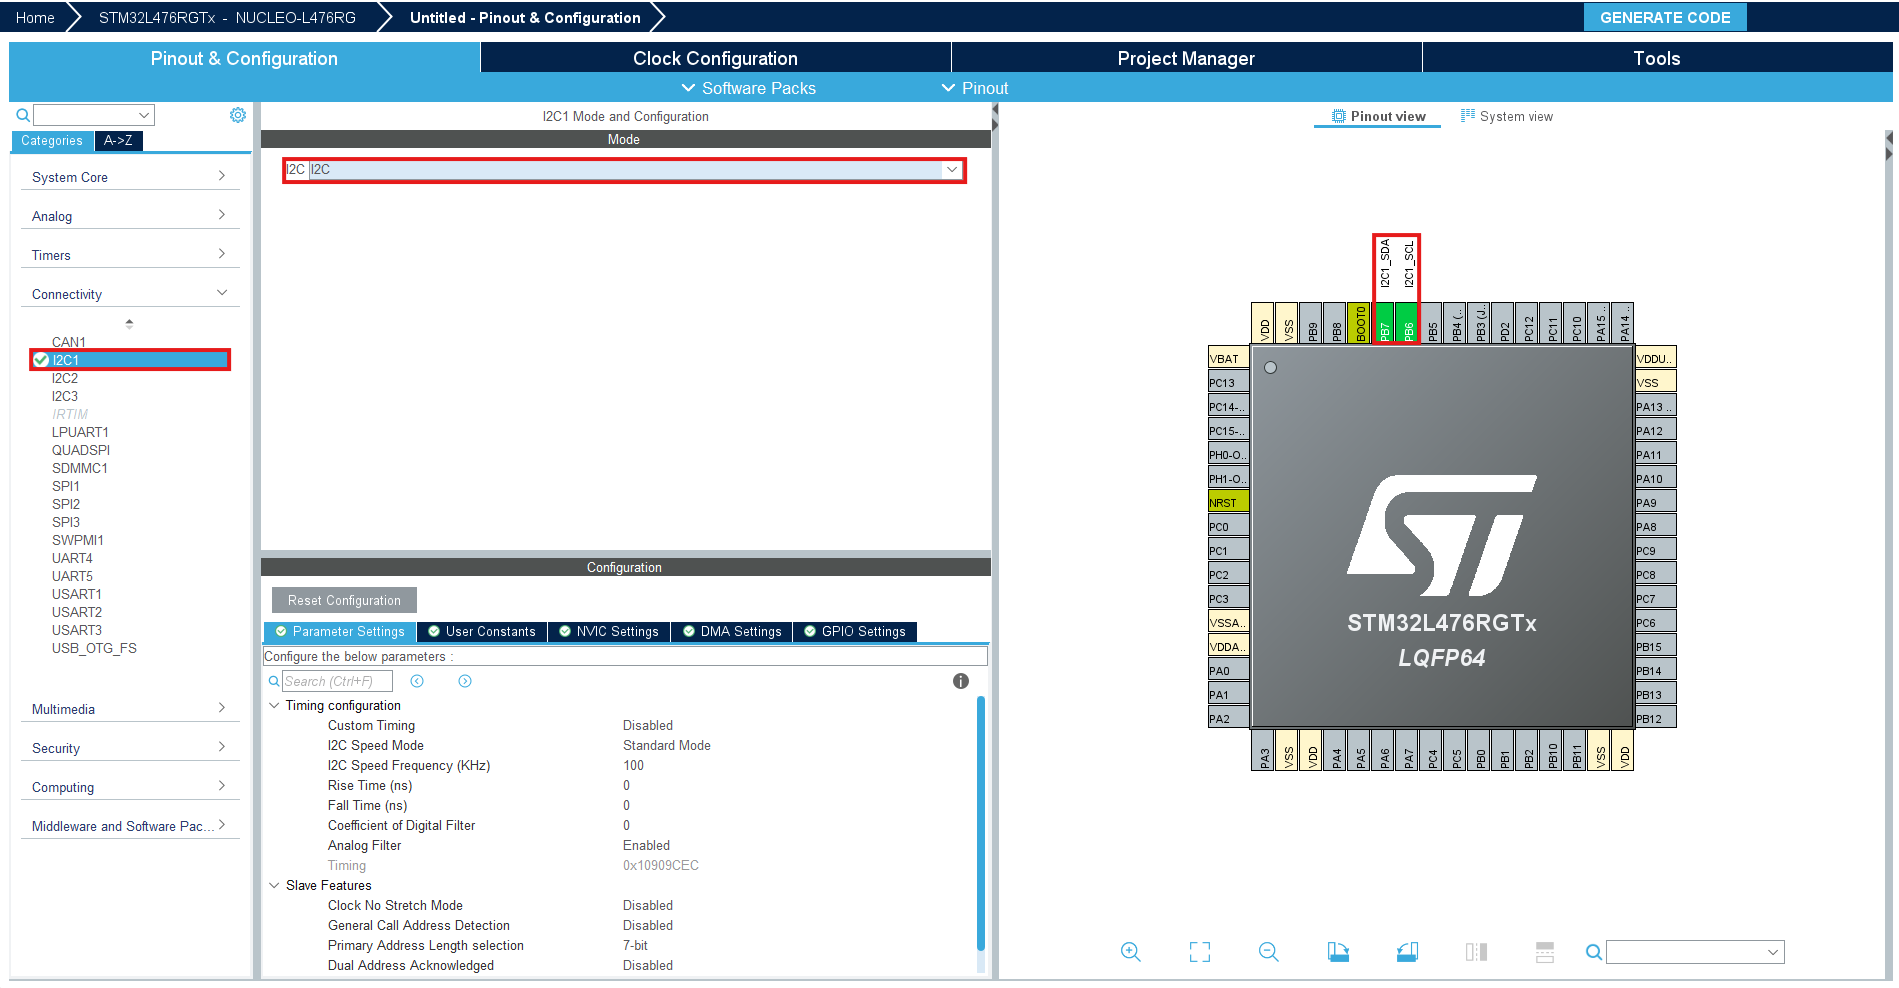 Home
STM32L476RGTx - NUCLEO-L476RG
Untitled - Pinout & Configuration
GENERATE CODE
Pinout & Configuration
Clock Configuration
Project Manager
Tools
Software Packs
Pinout
Categories
A->Z
System Core
Analog
Timers
Connectivity
CAN1
I2C1
I2C2
I2C3
IRTIM
LPUART1
QUADSPI
SDMMC1
SPI1
SPI2
SPI3
SWPMI1
UART4
UART5
USART1
USART2
USART3
USB_OTG_FS
Multimedia
Security
Computing
Middleware and Software Pac...
I2C1 Mode and Configuration
Mode
I2C I2C
Configuration
Reset Configuration
Parameter Settings
User Constants
NVIC Settings
DMA Settings
GPIO Settings
Configure the below parameters :
Search (Ctrl+F)
Timing configuration
Custom Timing Disabled
I2C Speed Mode Standard Mode
I2C Speed Frequency (KHz) 100
Rise Time (ns) 0
Fall Time (ns) 0
Coefficient of Digital Filter 0
Analog Filter Enabled
Timing 0x10909CEC
Slave Features
Clock No Stretch Mode Disabled
General Call Address Detection Disabled
Primary Address Length selection 7-bit
Dual Address Acknowledged Disabled
Pinout view
System view
I2C1_SDA
I2C1_SCL
VDD
VSS
PB9
PB8
BOOT0
PB7
PB6
PB5
PB4 (..
PB3 (J..
PD2
PC12
PC11
PC10
PA15 ..
PA14 ..
VBAT
PC13
PC14-..
PC15-..
PH0-O..
PH1-O..
NRST
PC0
PC1
PC2
PC3
VSSA..
VDDA..
PA0
PA1
PA2
VDDU..
VSS
PA13 ..
PA12
PA11
PA10
PA9
PA8
PC9
PC8
PC7
PC6
PB15
PB14
PB13
PB12
ST
STM32L476RGTx
LQFP64
PA3
VSS
VDD
PA4
PA5
PA6
PA7
PC4
PC5
PB0
PB1
PB2
PB10
PB11
VSS
VDD